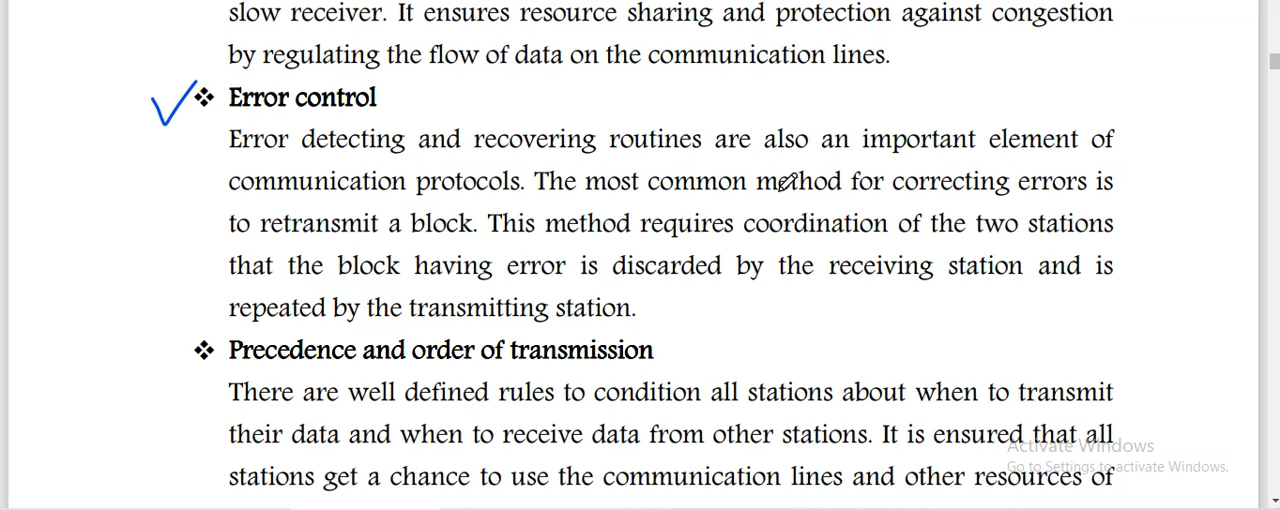 slow receiver. It ensures resource sharing and protection against congestion
by regulating the flow of data on the communication lines.
❖ Error control
Error detecting and recovering routines are also an important element of
communication protocols. The most common method for correcting errors is
to retransmit a block. This method requires coordination of the two stations
that the block having error is discarded by the receiving station and is
repeated by the transmitting station.
❖ Precedence and order of transmission
There are well defined rules to condition all stations about when to transmit
their data and when to receive data from other stations. It is ensured that all
stations get a chance to use the communication lines and other resources of
Activate Windows
Go to Settings to activate Windows.